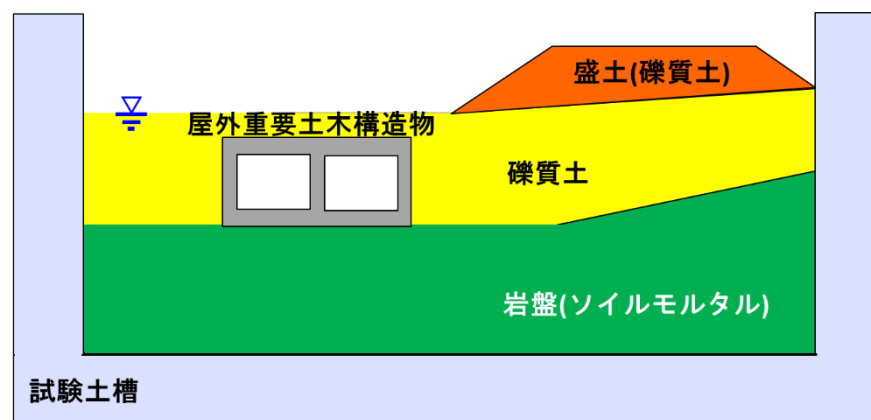 盛土(礫質土)
屋外重要土木構造物
礫質土
岩盤(ソイルモルタル)
試験土槽